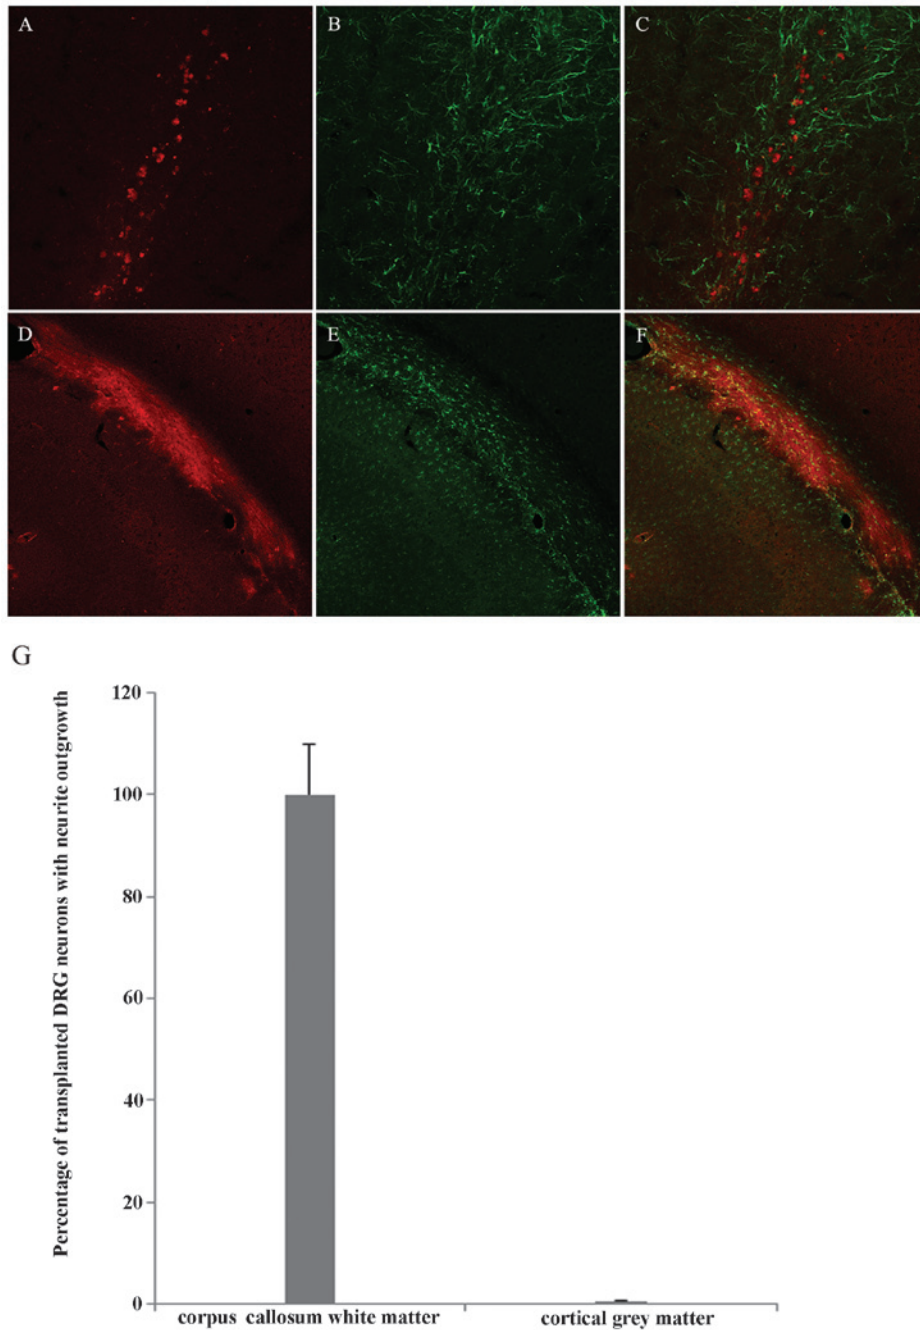 A
B
C
D
E
F
G
Percentage of transplanted DRG neurons with neurite outgrowth
120
100
80
60
40
20
0
corpus callosum white matter
cortical grey matter